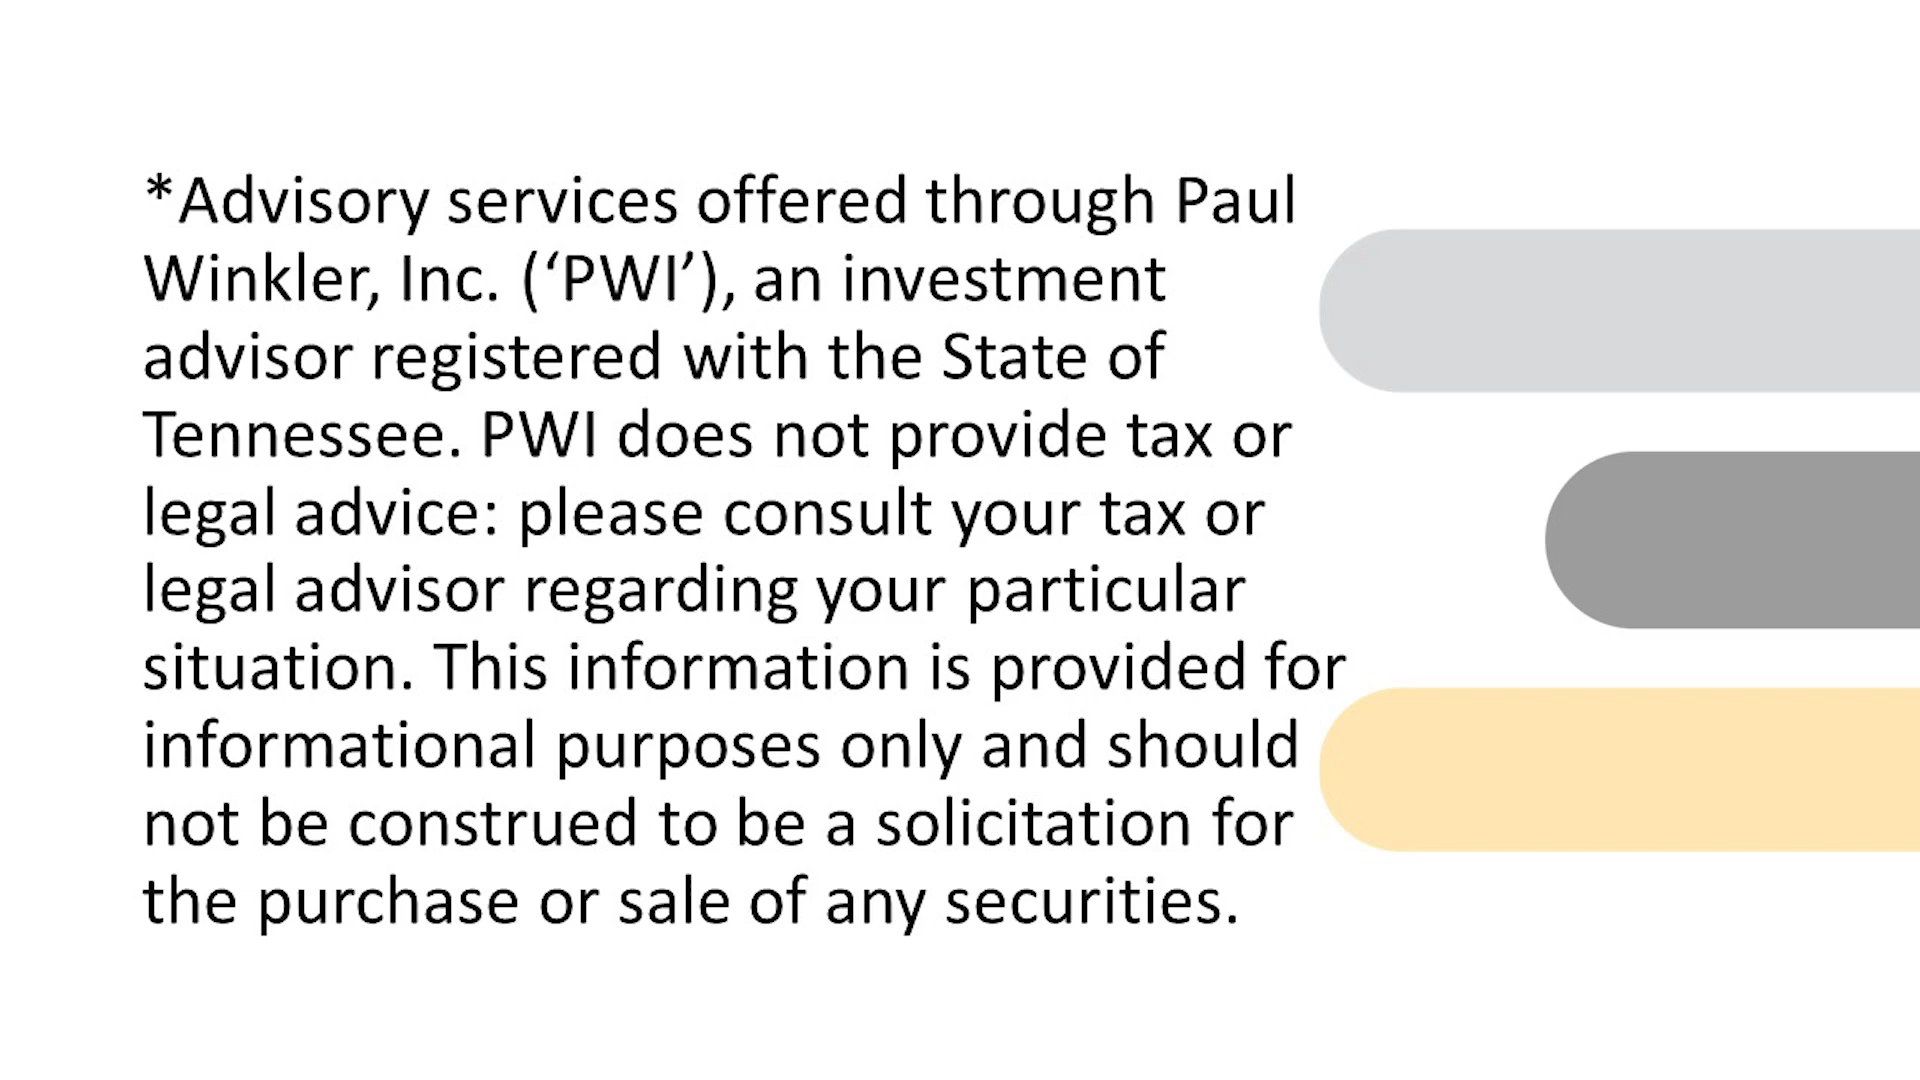 *Advisory services offered through Paul
Winkler, Inc. (‘PWI’), an investment
advisor registered with the State of
Tennessee. PWI does not provide tax or
legal advice: please consult your tax or
legal advisor regarding your particular
situation. This information is provided for
informational purposes only and should
not be construed to be a solicitation for
the purchase or sale of any securities.